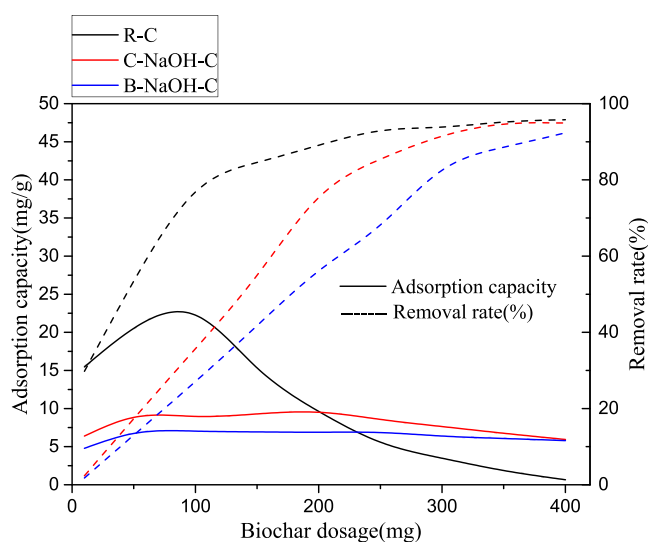 R-C
C-NaOH-C
B-NaOH-C
50
45
40
35
30
25
20
15
10
5
0
Adsorption capacity(mg/g)
100
80
60
40
20
0
Removal rate(%)
Adsorption capacity
Removal rate(%)
0
100
200
300
400
Biochar dosage(mg)